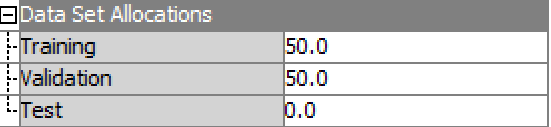 Data Set Allocations
Training 50.0
Validation 50.0
Test 0.0